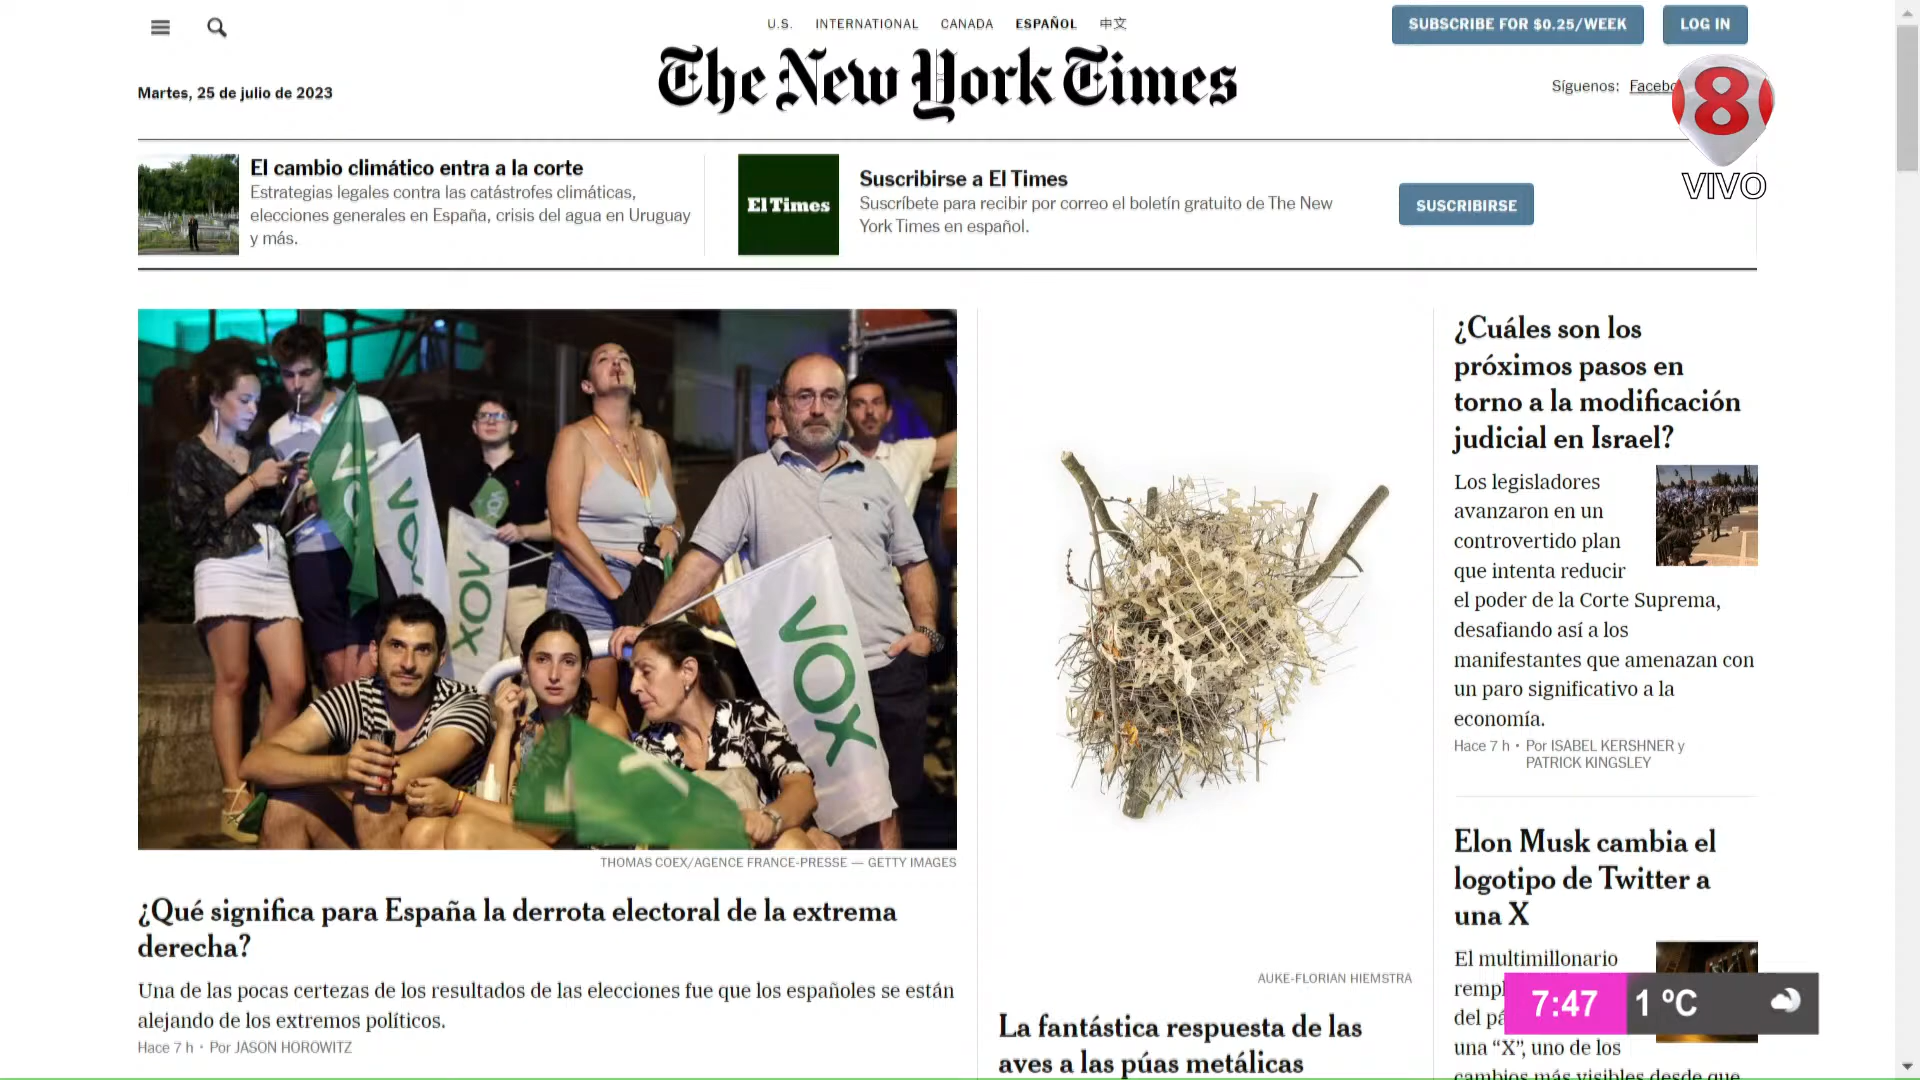 U.S. INTERNATIONAL CANADA ESPAÑOL 中文
SUBSCRIBE FOR $0.25/WEEK
LOG IN
The New York Times
Martes, 25 de julio de 2023
Síguenos:
8
VIVO
El cambio climático entra a la corte
Estrategias legales contra las catástrofes climáticas,
elecciones generales en España, crisis del agua en Uruguay
y más.
El Times
Suscribirse a El Times
Suscríbete para recibir por correo el boletín gratuito de The New
York Times en español.
SUSCRIBIRSE
VOX
VOX
VOX
VOX
THOMAS COEX/AGENCE FRANCE-PRESSE — GETTY IMAGES
¿Qué significa para España la derrota electoral de la extrema
derecha?
Una de las pocas certezas de los resultados de las elecciones fue que los españoles se están
alejando de los extremos políticos.
Hace 7 h • Por JASON HOROWITZ
AUKE-FLORIAN HIEMSTRA
La fantástica respuesta de las
aves a las púas metálicas
¿Cuáles son los
próximos pasos en
torno a la modificación
judicial en Israel?
Los legisladores
avanzaron en un
controvertido plan
que intenta reducir
el poder de la Corte Suprema,
desafiando así a los
manifestantes que amenazan con
un paro significativo a la
economía.
Hace 7 h • Por ISABEL KERSHNER y
PATRICK KINGSLEY
Elon Musk cambia el
logotipo de Twitter a
una X
El multimillonario
del
una “X”, uno de los
cambios más visibles desde que
7:47 1 ºC